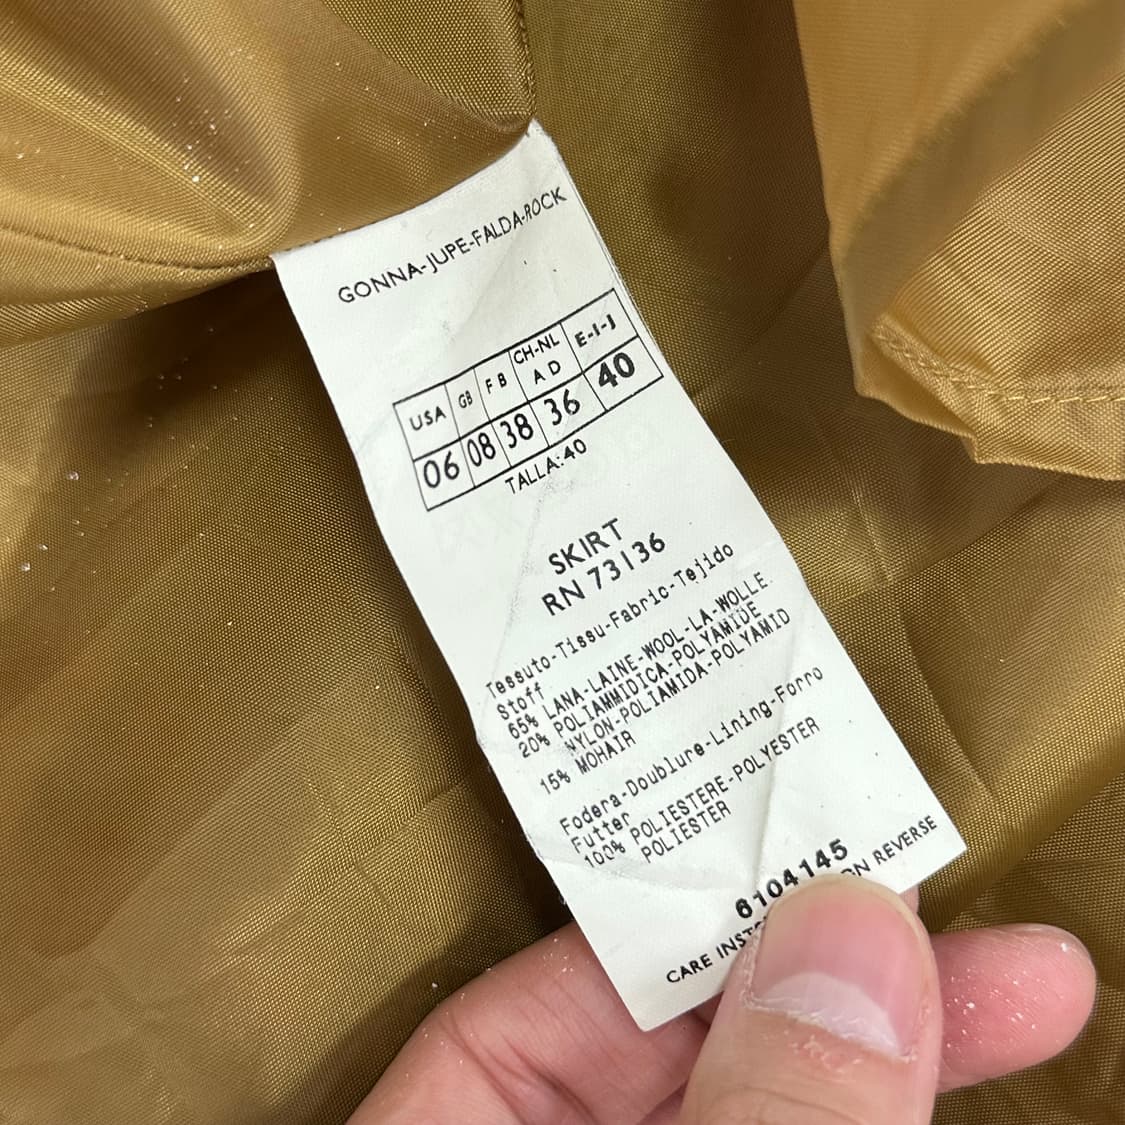 GONNA-JUPE-FALDA-ROCK
USA GB F B CH-NL A D E-I-J
06 08 38 36 40
TALLA:40
SKIRT
RN 73136
Tessuto-Tissu-Fabric-Tejido
Stoff
65% LANA-LAINE-WOOL-LA-WOLLE.
20% POLIAMMIDICA-POLYAMIDE
NYLON-POLIAMIDA-POLYAMID
15% MOHAIR
Fodera-Doublure-Lining-Forro
Futter
100% POLIESTERE-POLYESTER
POLIESTER
6104145
CARE REVERSE